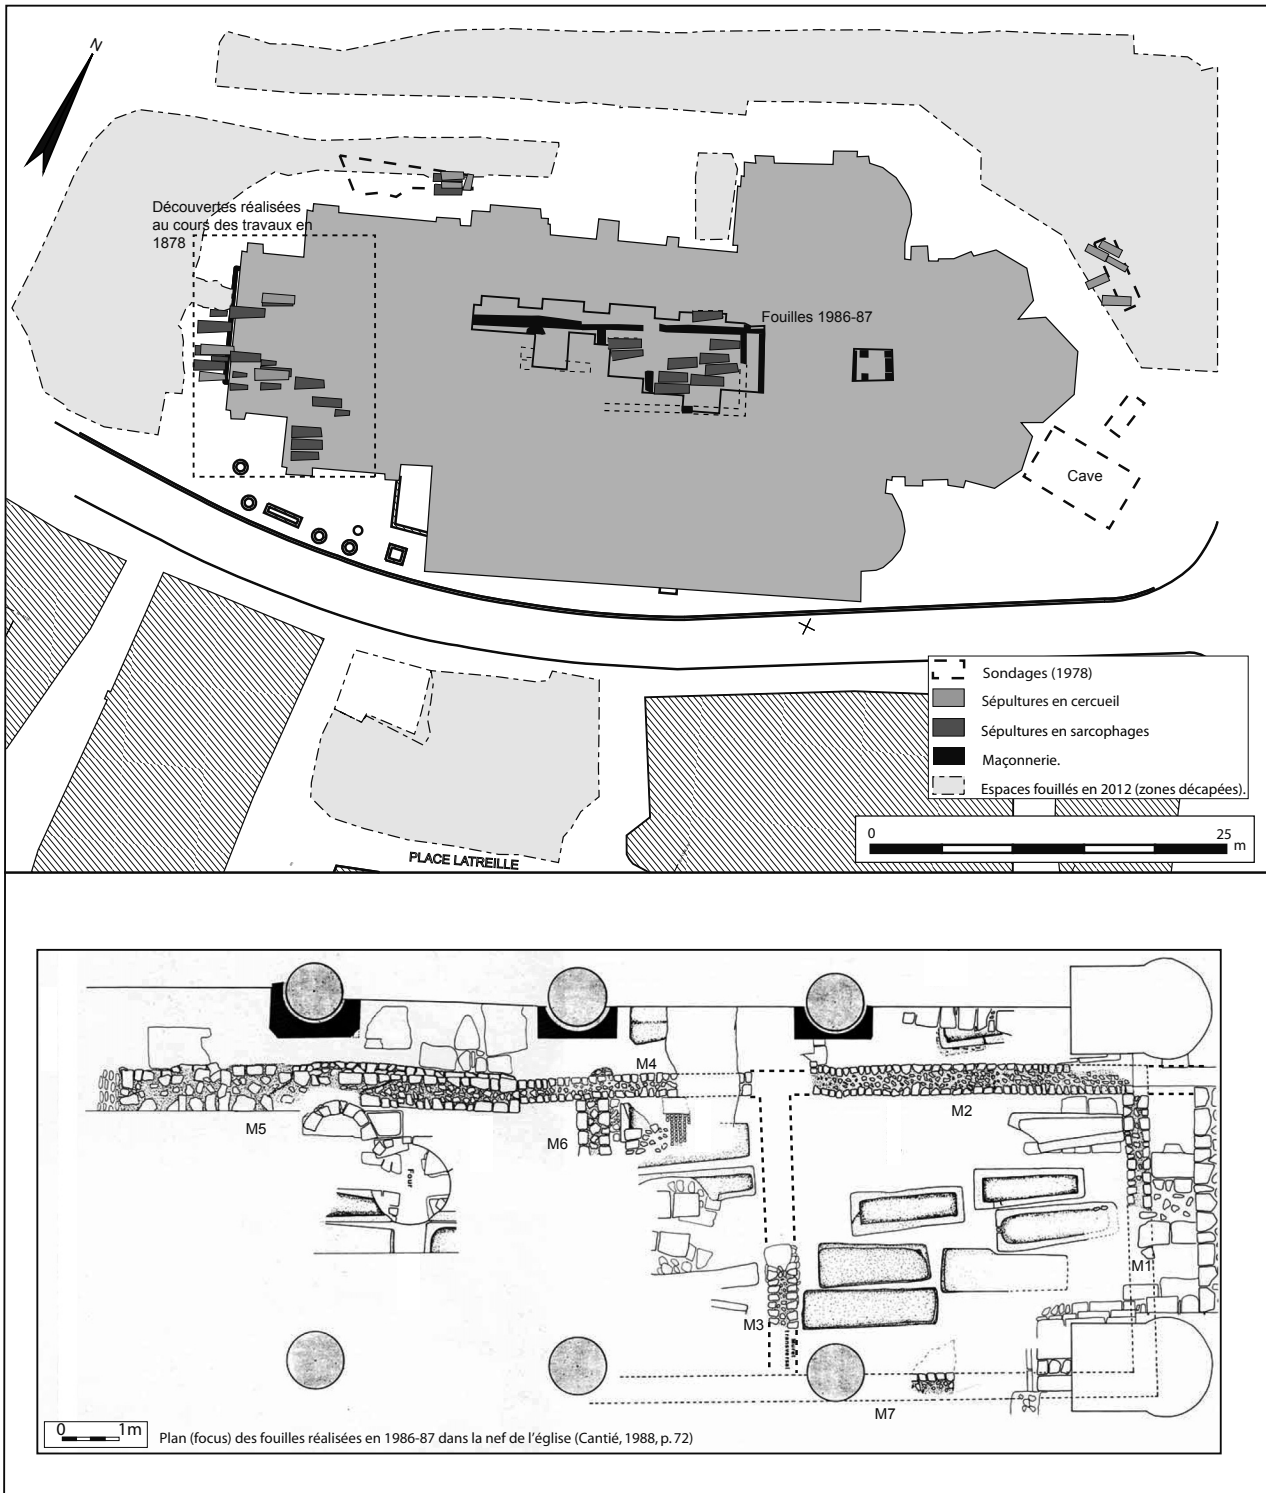 N
Découvertes réalisées
au cours des travaux en
1878
Fouilles 1986-87
Cave
Sondages (1978)
Sépultures en cercueil
Sépultures en sarcophages
Maçonnerie.
Espaces fouillés en 2012 (zones décapées).
0 25
m
PLACE LATREILLE
M4
M2
M5
M6
Four
M1
M3
M7
0 1m
Plan (focus) des fouilles réalisées en 1986-87 dans la nef de l'église (Cantié, 1988, p. 72)